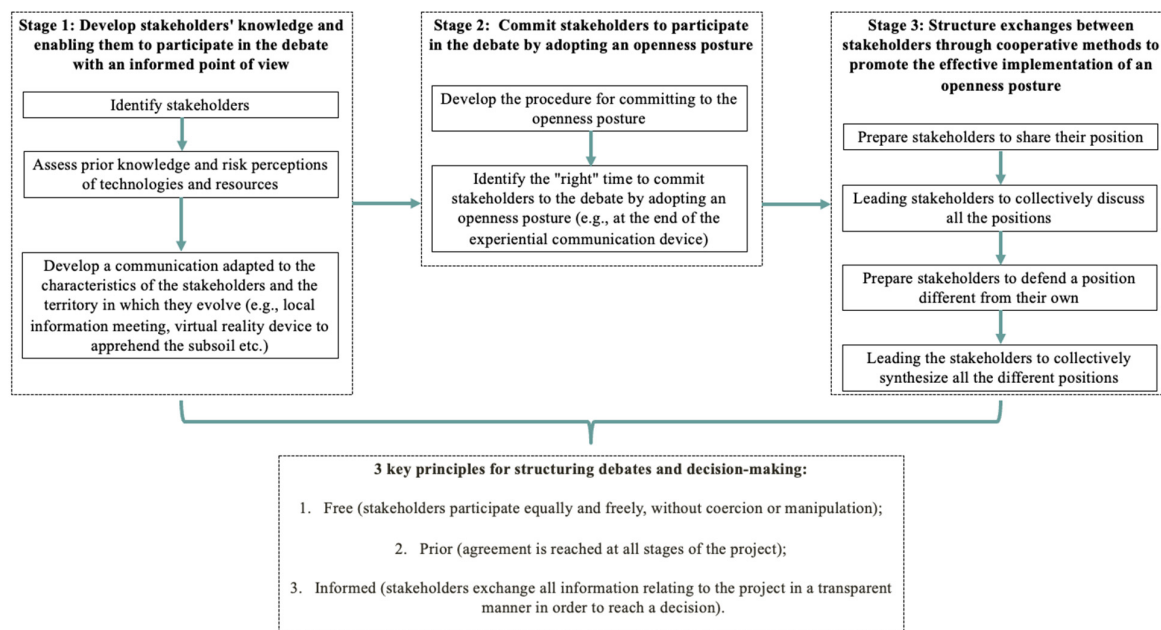 Stage 1: Develop stakeholders' knowledge and
enabling them to participate in the debate
with an informed point of view
Identify stakeholders
Assess prior knowledge and risk perceptions
of technologies and resources
Develop a communication adapted to the
characteristics of the stakeholders and the
territory in which they evolve (e.g., local
information meeting, virtual reality device to
apprehend the subsoil etc.)
Stage 2: Commit stakeholders to participate
in the debate by adopting an openness posture
Develop the procedure for committing to the
openness posture
Identify the "right" time to commit
stakeholders to the debate by adopting an
openness posture (e.g., at the end of the
experiential communication device)
Stage 3: Structure exchanges between
stakeholders through cooperative methods to
promote the effective implementation of an
openness posture
Prepare stakeholders to share their position
Leading stakeholders to collectively discuss
all the positions
Prepare stakeholders to defend a position
different from their own
Leading the stakeholders to collectively
synthesize all the different positions
3 key principles for structuring debates and decision-making:
1. Free (stakeholders participate equally and freely, without coercion or manipulation);
2. Prior (agreement is reached at all stages of the project);
3. Informed (stakeholders exchange all information relating to the project in a transparent
manner in order to reach a decision).